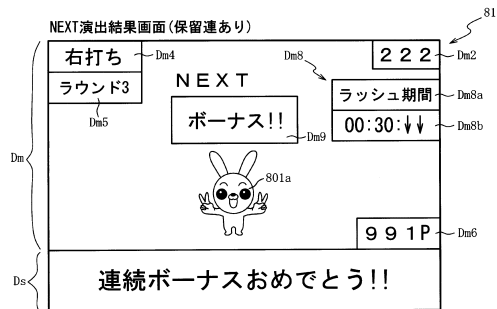 NEXT演出結果画面(保留連あり)
81
右打ち
Dm4
222
Dm2
ラウンド3
Dm5
NEXT
Dm8
ラッシュ期間
Dm8a
ボーナス!!
Dm9
00:30:↓↓
Dm8b
Dm
801a
991P
Dm6
Ds
連続ボーナスおめでとう!!